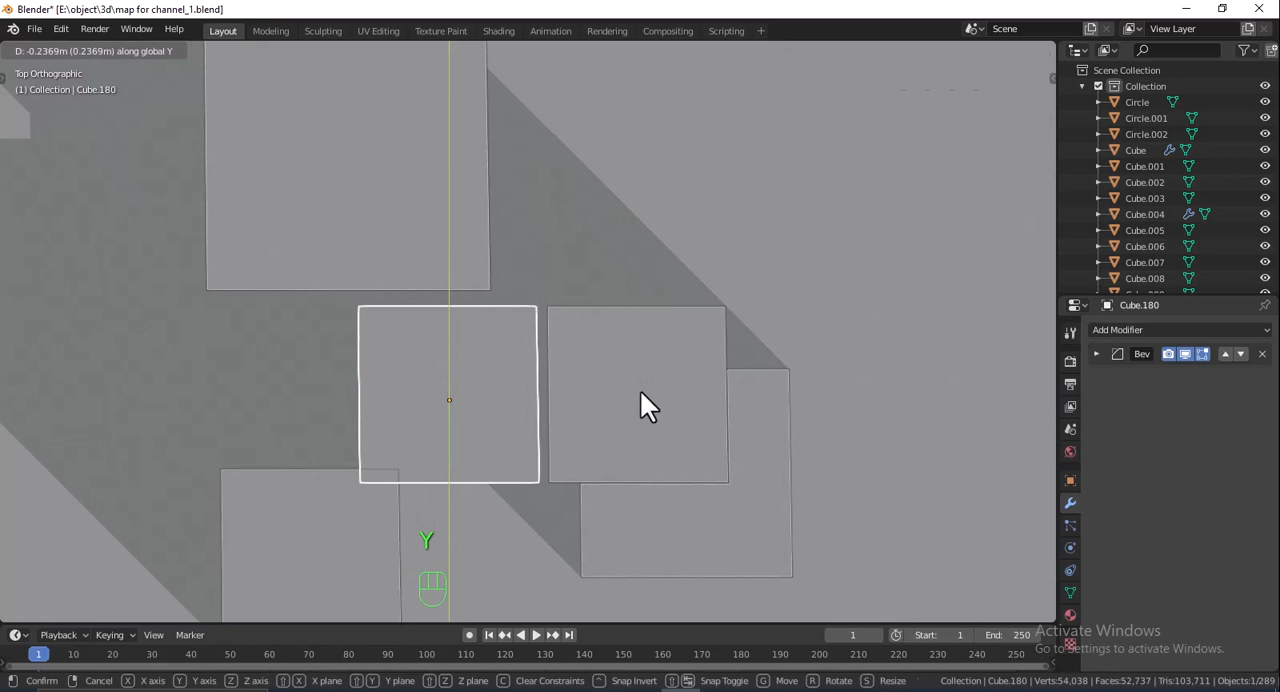 Blender* [E:\object\3d\map for channel_1.blend]
File Edit Render Window Help Layout Modeling Sculpting UV Editing Texture Paint Shading Animation Rendering Compositing Scripting + Scene View Layer
D: -0.2369m (0.2369m) along global Y
Top Orthographic
(1) Collection | Cube.180
Scene Collection
Collection
Circle
Circle.001
Circle.002
Cube
Cube.001
Cube.002
Cube.003
Cube.004
Cube.005
Cube.006
Cube.007
Cube.008
Cube.180
Add Modifier
Bev
Y
Activate Windows
Go to Settings to activate Windows.
Playback Keying View Marker 1 Start: 1 End: 250
1 10 20 30 40 50 60 70 80 90 100 110 120 130 140 150 160 170 180 190 200 210 220 230 240 250
Confirm Cancel X X axis Y Y axis Z Z axis X X plane Y Y plane Z Z plane C Clear Constraints Snap Invert Snap Toggle G Move R Rotate S Resize Collection | Cube.180 | Verts:54,038 | Faces:52,737 | Tris:103,711 | Objects:1/289